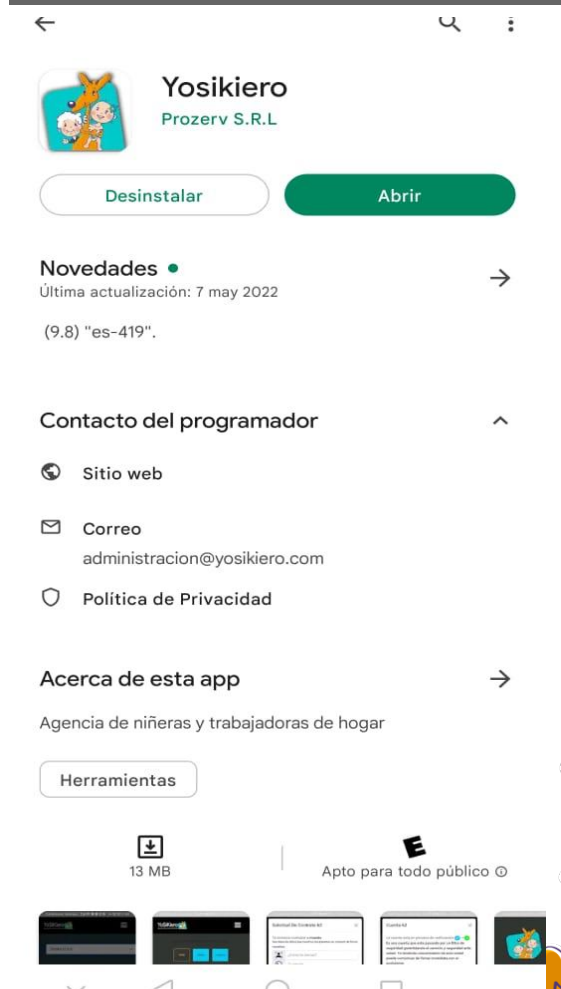 Yosikiero
Prozerv S.R.L
Desinstalar
Abrir
Novedades
Última actualización: 7 may 2022
(9.8) "es-419".
Contacto del programador
Sitio web
Correo
administracion@yosikiero.com
Política de Privacidad
Acerca de esta app
Agencia de niñeras y trabajadoras de hogar
Herramientas
13 MB
E
Apto para todo público